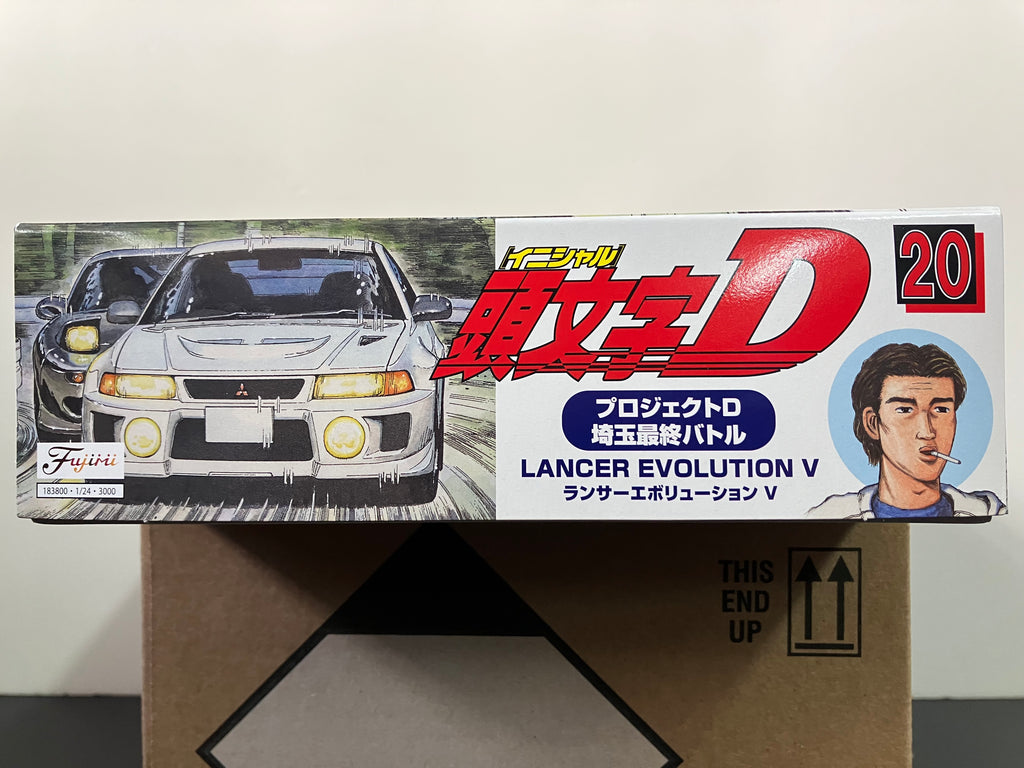 イニシャル
頭文字D
20
プロジェクトD
埼玉最終バトル
LANCER EVOLUTION V
ランサーエボリューション V
Fujimi
183800・1/24・3000
THIS
END
UP